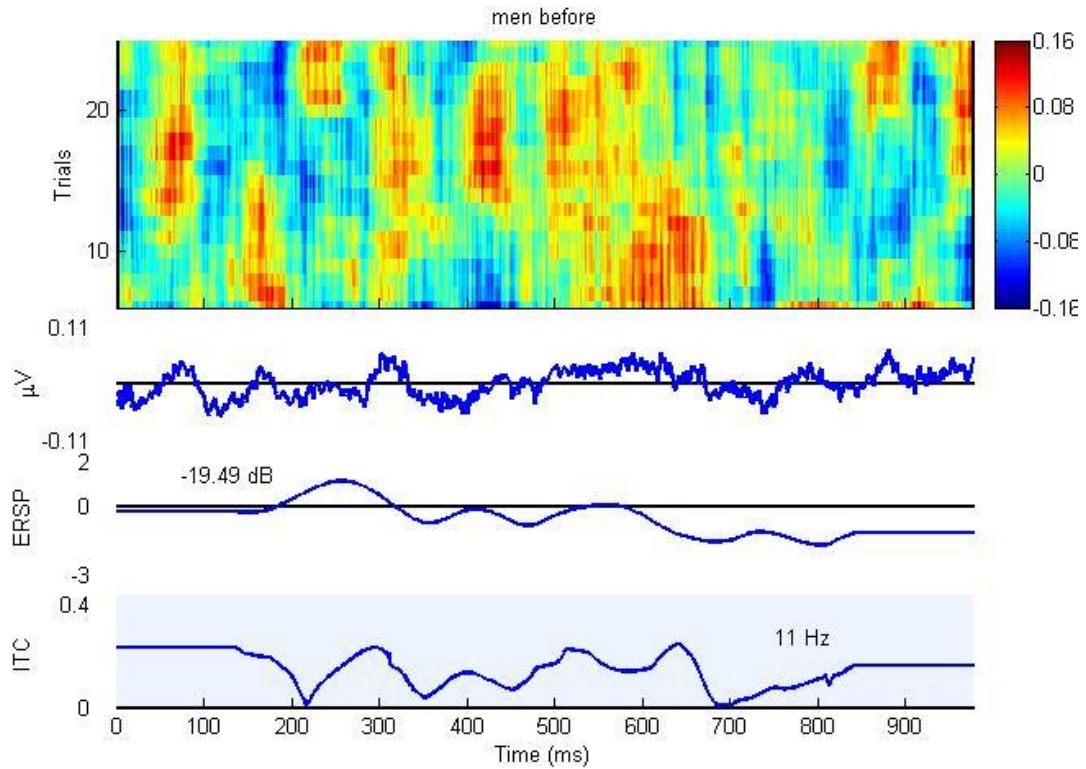 men before
Trials
20
10
0.16
0.08
0
-0.08
-0.16
µV
0.11
-0.11
ERSP
2
0
-3
-19.49 dB
ITC
0.4
0
11 Hz
0 100 200 300 400 500 600 700 800 900
Time (ms)